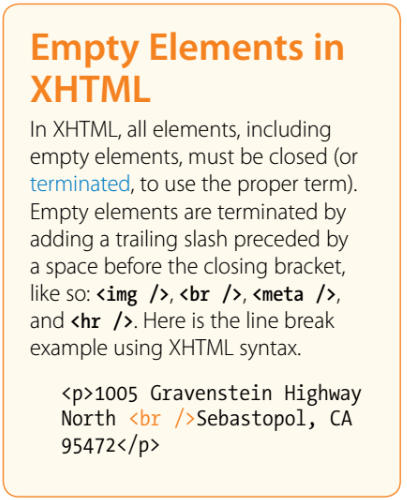 Empty Elements in
XHTML
In XHTML, all elements, including
empty elements, must be closed (or
terminated, to use the proper term).
Empty elements are terminated by
adding a trailing slash preceded by
a space before the closing bracket,
like so: <img />, <br />, <meta />,
and <hr />. Here is the line break
example using XHTML syntax.
<p>1005 Gravenstein Highway
North <br />Sebastopol, CA
95472</p>